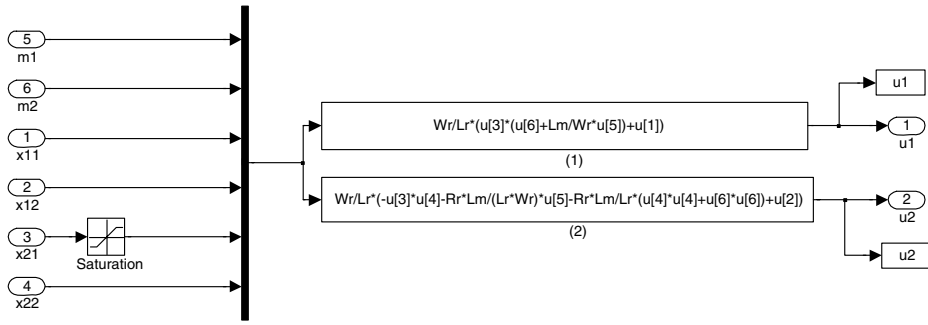 5
m1
6
m2
1
x11
2
x12
3
x21
Saturation
4
x22
Wr/Lr*(u[3]*(u[6]+Lm/Wr*u[5])+u[1])
(1)
Wr/Lr*(-u[3]*u[4]-Rr*Lm/(Lr*Wr)*u[5]-Rr*Lm/Lr*(u[4]*u[4]+u[6]*u[6])+u[2])
(2)
u1
1
u1
2
u2
u2